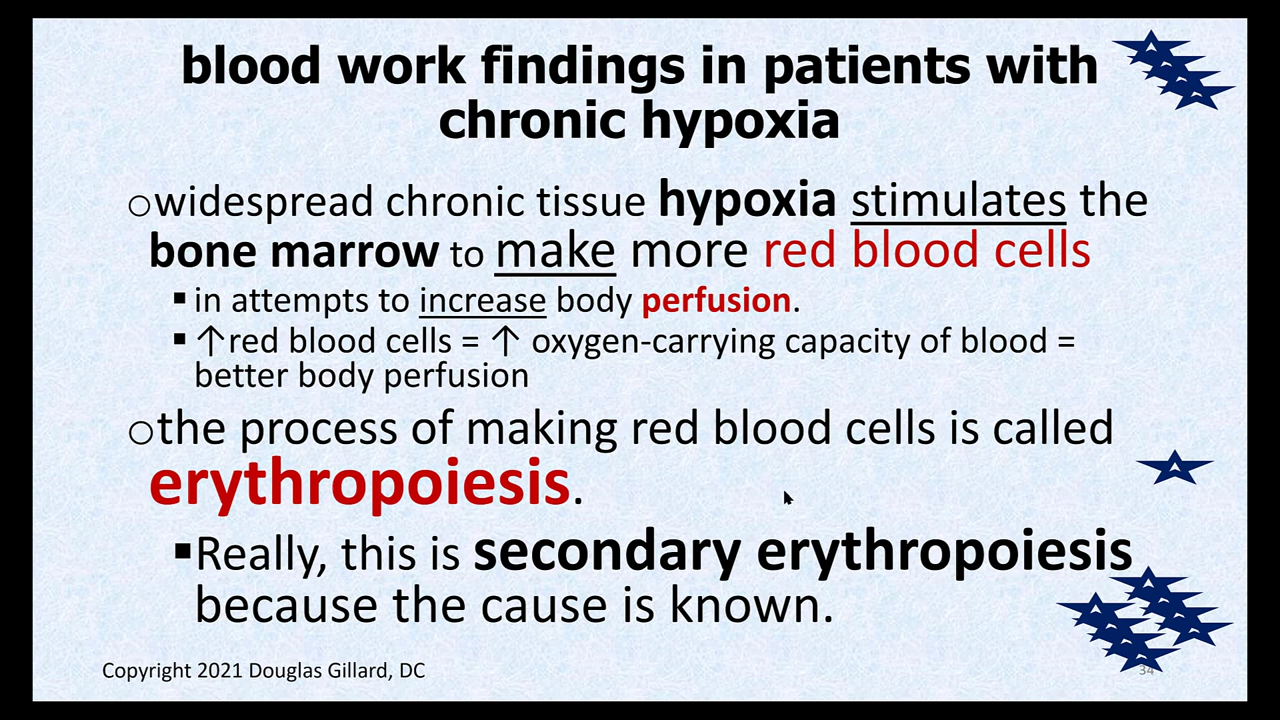 blood work findings in patients with
chronic hypoxia
○widespread chronic tissue hypoxia stimulates the
bone marrow to make more red blood cells
▪ in attempts to increase body perfusion.
▪ ↑red blood cells = ↑ oxygen-carrying capacity of blood =
better body perfusion
○the process of making red blood cells is called
erythropoiesis.
▪Really, this is secondary erythropoiesis
because the cause is known.
Copyright 2021 Douglas Gillard, DC
34